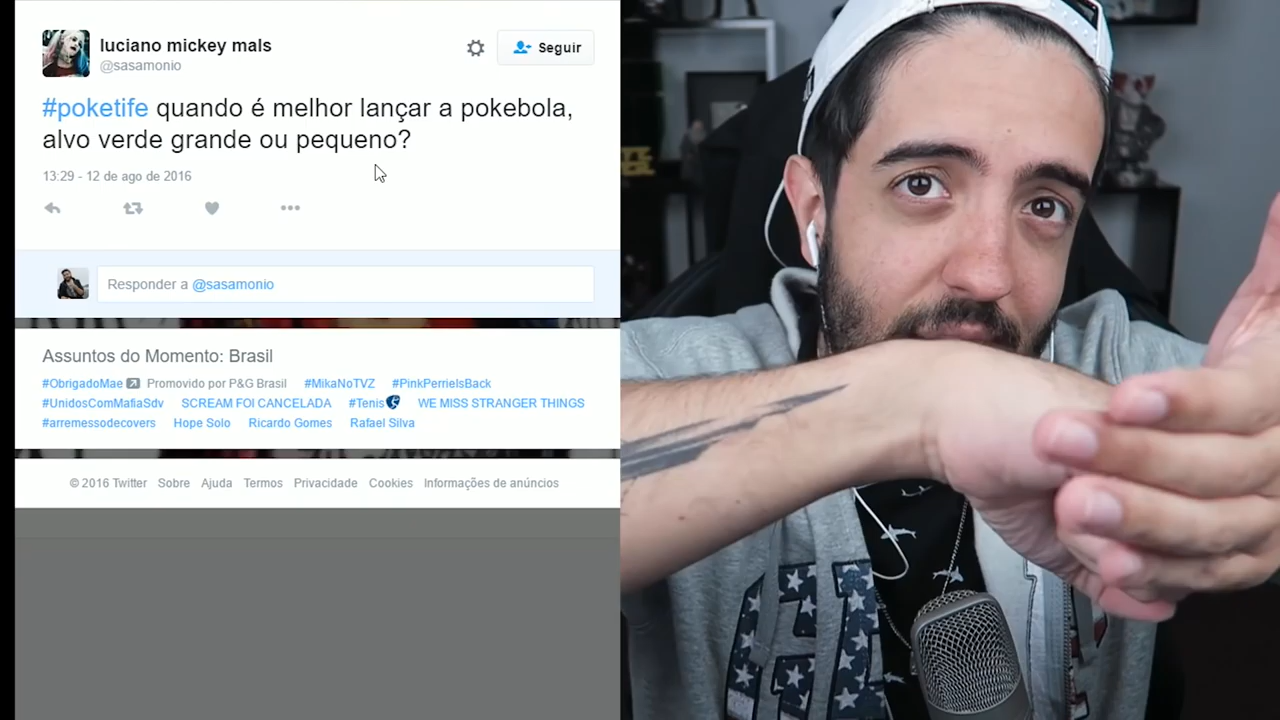 luciano mickey mals
@sasamonio
Seguir
#poketife quando é melhor lançar a pokebola,
alvo verde grande ou pequeno?
13:29 - 12 de ago de 2016
Responder a @sasamonio
Assuntos do Momento: Brasil
#ObrigadoMae Promovido por P&G Brasil #MikaNoTVZ #PinkPerrieIsBack
#UnidosComMafiaSdv SCREAM FOI CANCELADA #Tenis WE MISS STRANGER THINGS
#arremessodecovers Hope Solo Ricardo Gomes Rafael Silva
© 2016 Twitter Sobre Ajuda Termos Privacidade Cookies Informações de anúncios